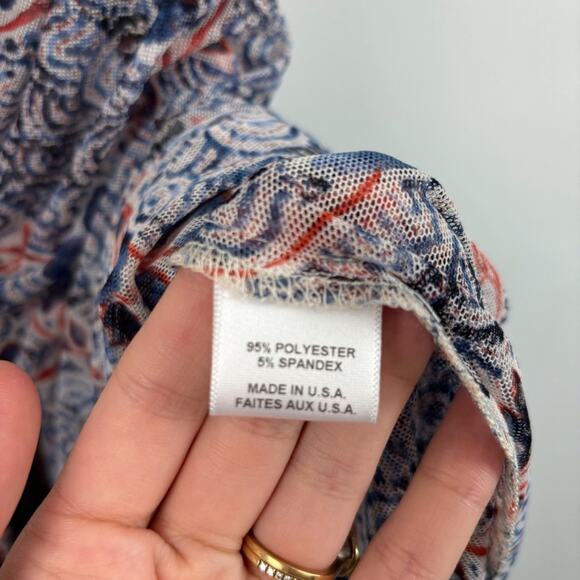 95% POLYESTER
5% SPANDEX
MADE IN U.S.A.
FAITES AUX U.S.A.